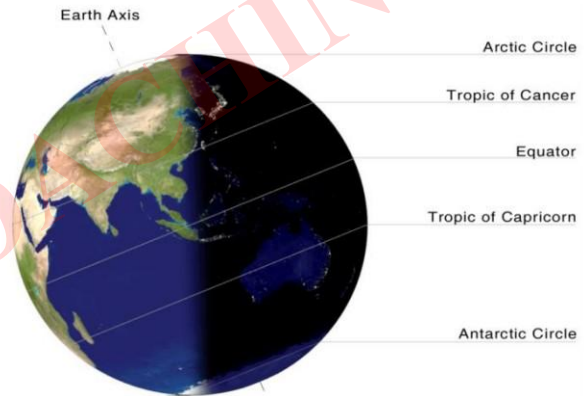 Earth Axis
Arctic Circle
Tropic of Cancer
Equator
Tropic of Capricorn
Antarctic Circle